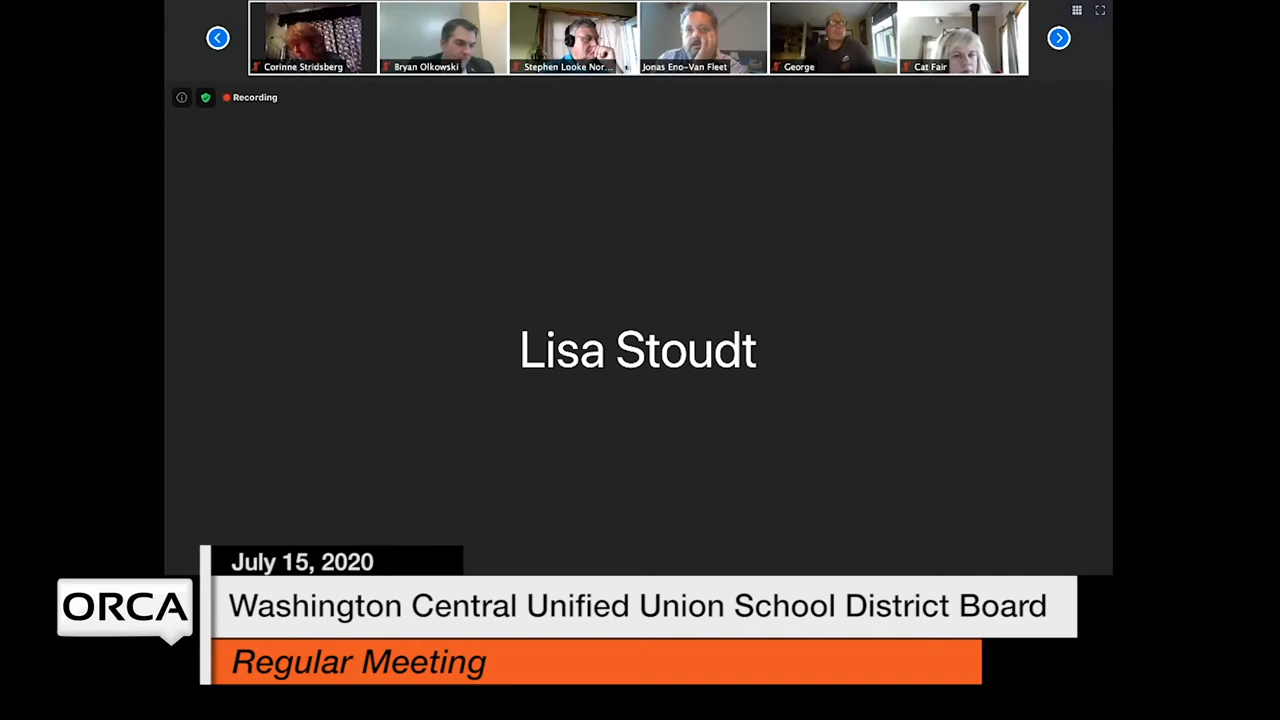 Corinne Stridsberg
Bryan Olkowski
Stephen Looke Nor...
Jonas Eno-Van Fleet
George
Cat Fair
Recording
Lisa Stoudt
July 15, 2020
ORCA
Washington Central Unified Union School District Board
Regular Meeting